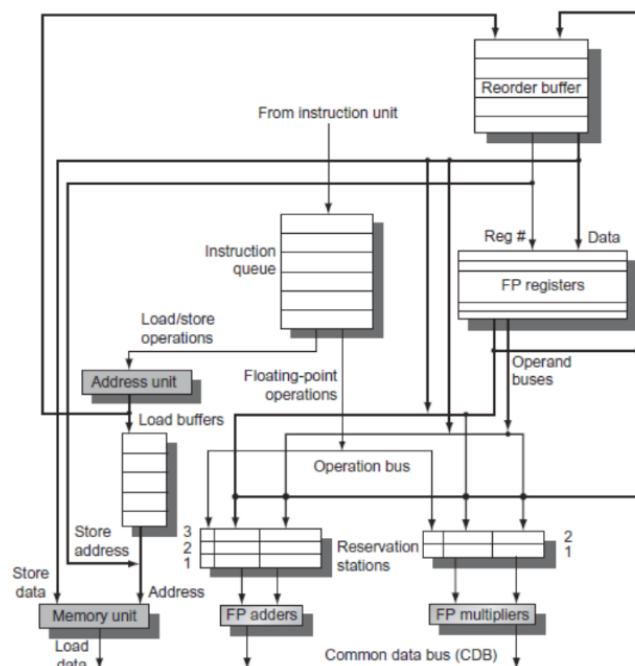 Reorder buffer
From instruction unit
Instruction
queue
Reg #
Data
FP registers
Load/store
operations
Address unit
Floating-point
operations
Operand
buses
Load buffers
Operation bus
Store
address
3
2
1
Reservation
stations
2
1
Store
data
Address
Memory unit
FP adders
FP multipliers
Load
data
Common data bus (CDB)